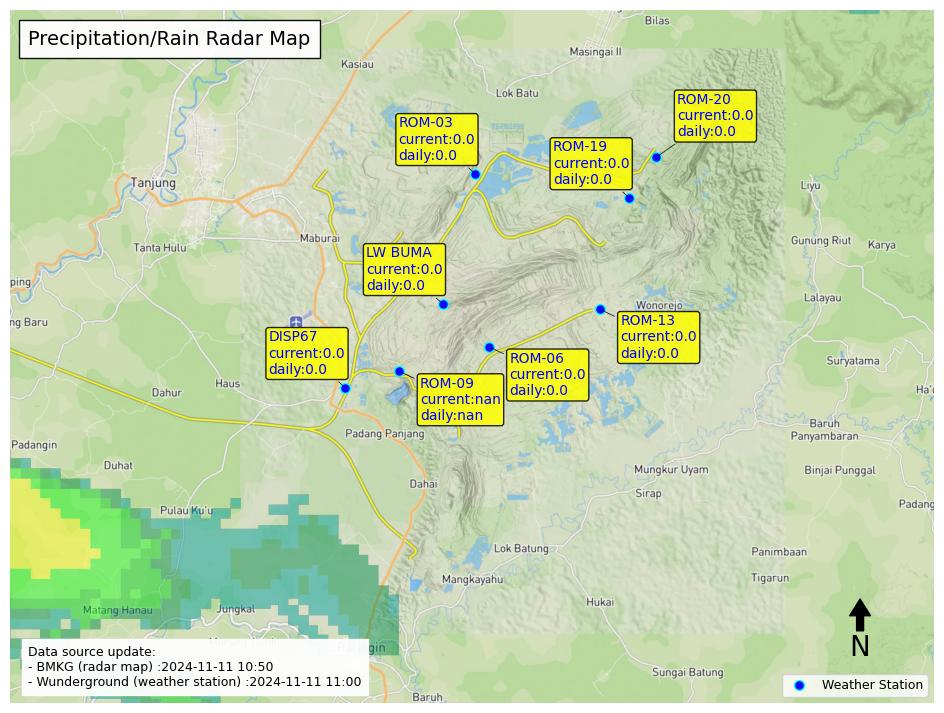 Precipitation/Rain Radar Map
Bilas
Masingai II
Kasiau
Lok Batu
ROM-20
current:0.0
daily:0.0
ROM-03
current:0.0
daily:0.0
ROM-19
current:0.0
daily:0.0
Tanjung
Liyu
Maburai
Tanta Hulu
Gunung Riut
Karya
LW BUMA
current:0.0
daily:0.0
ping
Lalayau
Wonorejo
ng Baru
ROM-13
current:0.0
daily:0.0
DISP67
current:0.0
daily:0.0
ROM-06
current:0.0
daily:0.0
Suryatama
ROM-09
current:nan
daily:nan
Haus
Dahur
Ha'o
Baruh
Panyambaran
Padang Panjang
Padangin
Duhat
Mungkur Uyam
Binjai Punggal
Dahai
Sirap
Padang
Pulau Ku'u
Lok Batung
Panimbaan
Mangkayahu
Tigarun
Hukai
Matang Hanau
Jungkal
N
Data source update:
- BMKG (radar map) :2024-11-11 10:50
- Wunderground (weather station) :2024-11-11 11:00
Sungai Batung
Weather Station
Baruh